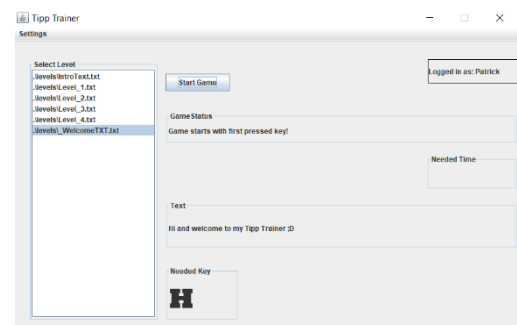 Tipp Trainer
Settings
Select Level
.\levels\IntroText.txt
.\levels\Level_1.txt
.\levels\Level_2.txt
.\levels\Level_3.txt
.\levels\Level_4.txt
.\levels\_WelcomeTXT.txt
Start Game
Logged in as: Patrick
GameStatus
Game starts with first pressed key!
Needed Time
Text
Hi and welcome to my Tipp Trainer ;D
Needed Key
H